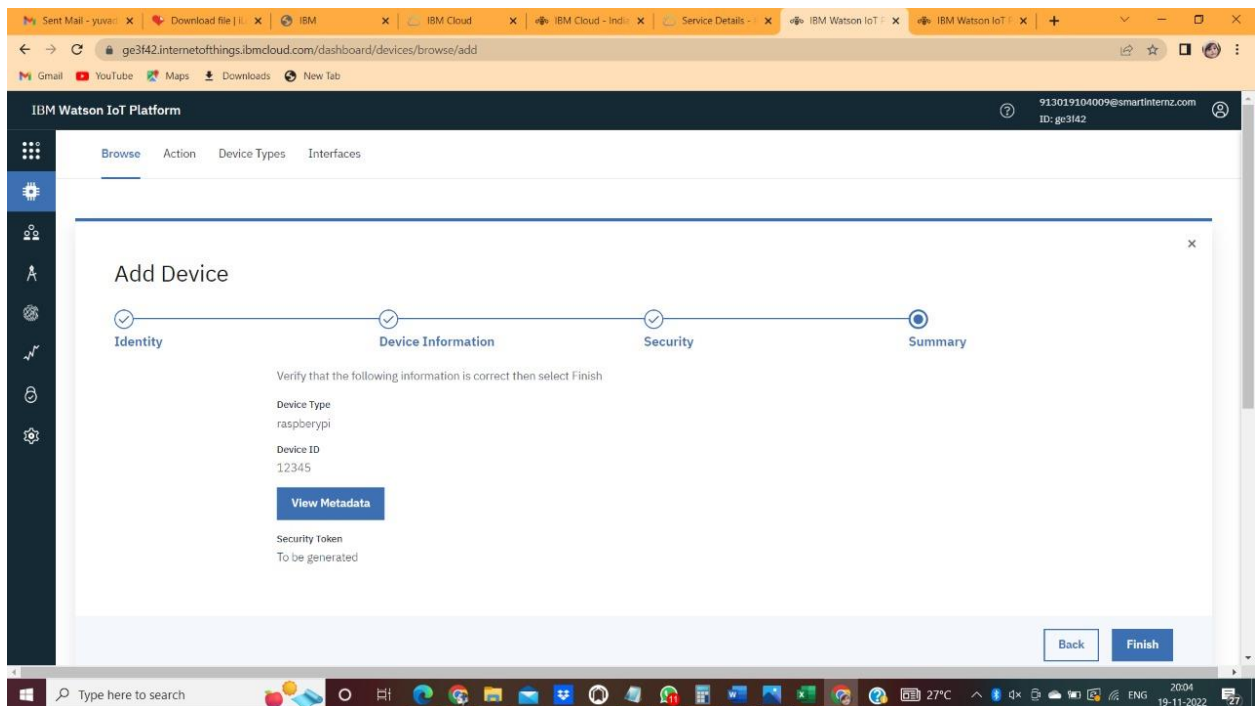 Sent Mail - yuva
Download file | iL
IBM
IBM Cloud
IBM Cloud - India
Service Details -
IBM Watson IoT P
IBM Watson IoT P
ge3f42.internetofthings.ibmcloud.com/dashboard/devices/browse/add
Gmail YouTube Maps Downloads New Tab
IBM Watson IoT Platform
913019104009@smartinternz.com
ID: ge3f42
Browse Action Device Types Interfaces
Add Device
Identity Device Information Security Summary
Verify that the following information is correct then select Finish
Device Type
raspberypi
Device ID
12345
View Metadata
Security Token
To be generated
Back Finish
Type here to search
27°C
ENG
20:04
19-11-2022
27